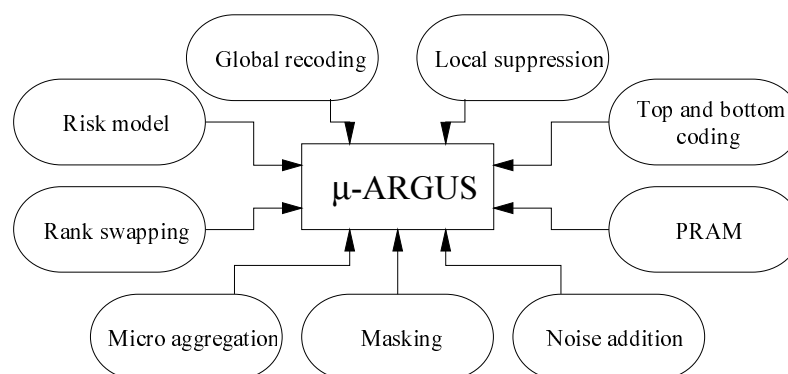 Global recoding
Local suppression
Risk model
Top and bottom
coding
μ-ARGUS
Rank swapping
PRAM
Micro aggregation
Masking
Noise addition